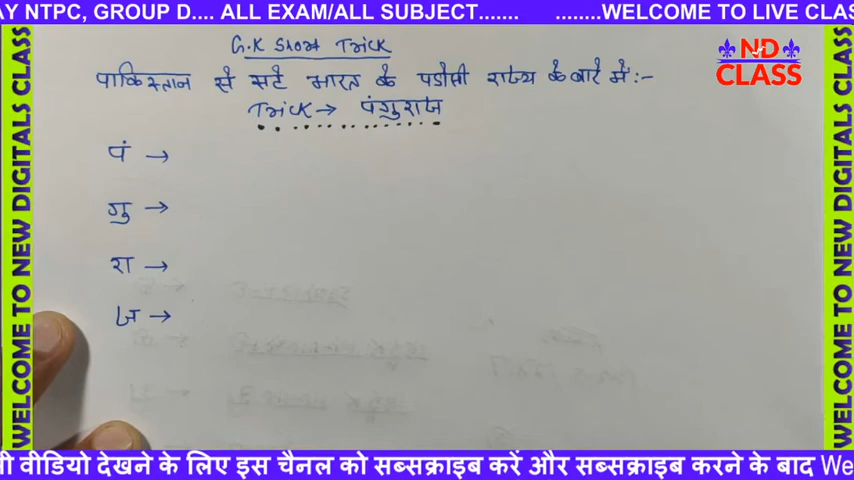 AY NTPC, GROUP D.... ALL EXAM/ALL SUBJECT....... ........WELCOME TO LIVE CLAS
G.K Short Trick
ND
CLASS
पाकिस्तान से सटे भारत के पडोसी राज्य के बारे में:-
Trick → पंगुराज
पं →
गु →
रा →
ज →
WELCOME TO NEW DIGITALS CLASS
WELCOME TO NEW DIGITALS CLASS
ी वीडियो देखने के लिए इस चैनल को सब्सक्राइब करें और सब्सक्राइब करने के बाद We